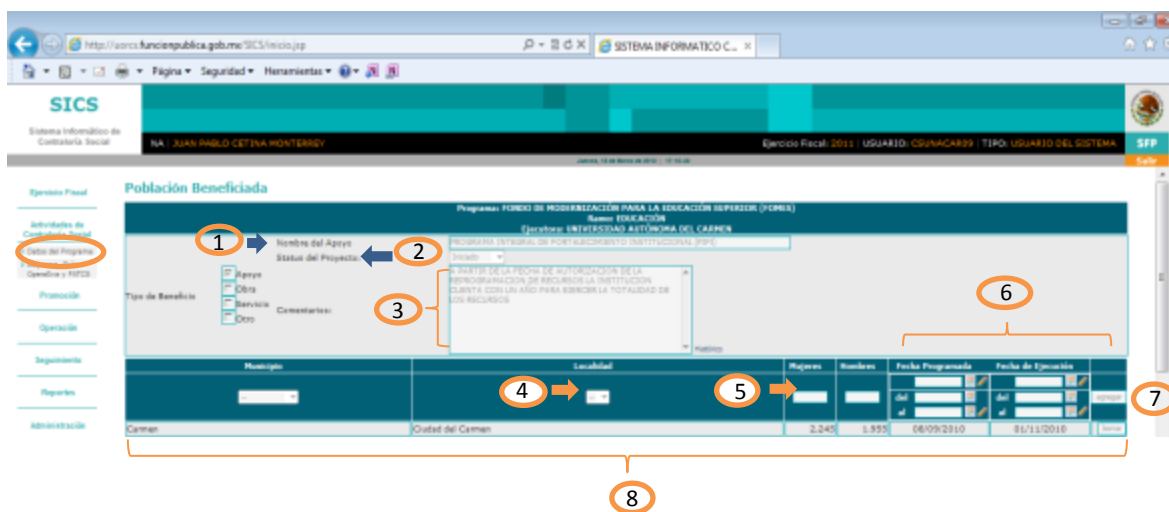 http://uorcs.funcionpublica.gob.mx/SICS/inicio.jsp
SISTEMA INFORMATICO C...
Página Seguridad Herramientas
SICS
Sistema Informático de
Contraloría Social
NA | JUAN PABLO CETINA MONTERREY
Ejercicio Fiscal: 2011 | USUARIO: CSUNACAR09 | TIPO: USUARIO DEL SISTEMA
SFP
Salir
Ejercicio Fiscal
Población Beneficiada
Programa: FONDO DE MODERNIZACIÓN PARA LA EDUCACIÓN SUPERIOR (FOMES)
Ramo: EDUCACIÓN
Ejecutora: UNIVERSIDAD AUTÓNOMA DEL CARMEN
Actividades de
Contraloría Social
Datos del Programa
Operativa y PATCS
Promoción
Operación
Seguimiento
Reportes
Administración
1
Nombre del Apoyo
PROGRAMA INTEGRAL DE FORTALECIMIENTO INSTITUCIONAL (PIFI)
Status del Proyecto:
2
Iniciado
Tipo de Beneficio
Apoyo
Obra
Servicio
Otro
Comentarios:
3
A PARTIR DE LA FECHA DE AUTORIZACION DE LA
REPROGRAMACION DE RECURSOS LA INSTITUCION
CUENTA CON UN AÑO PARA EJERCER LA TOTALIDAD DE
LOS RECURSOS
6
Municipio Localidad Mujeres Hombres Fecha Programada Fecha de Ejecución
-- 4 -- 5
del del
al al
agregar
7
Carmen Ciudad del Carmen 2,245 1,955 08/09/2010 01/11/2010 borrar
8